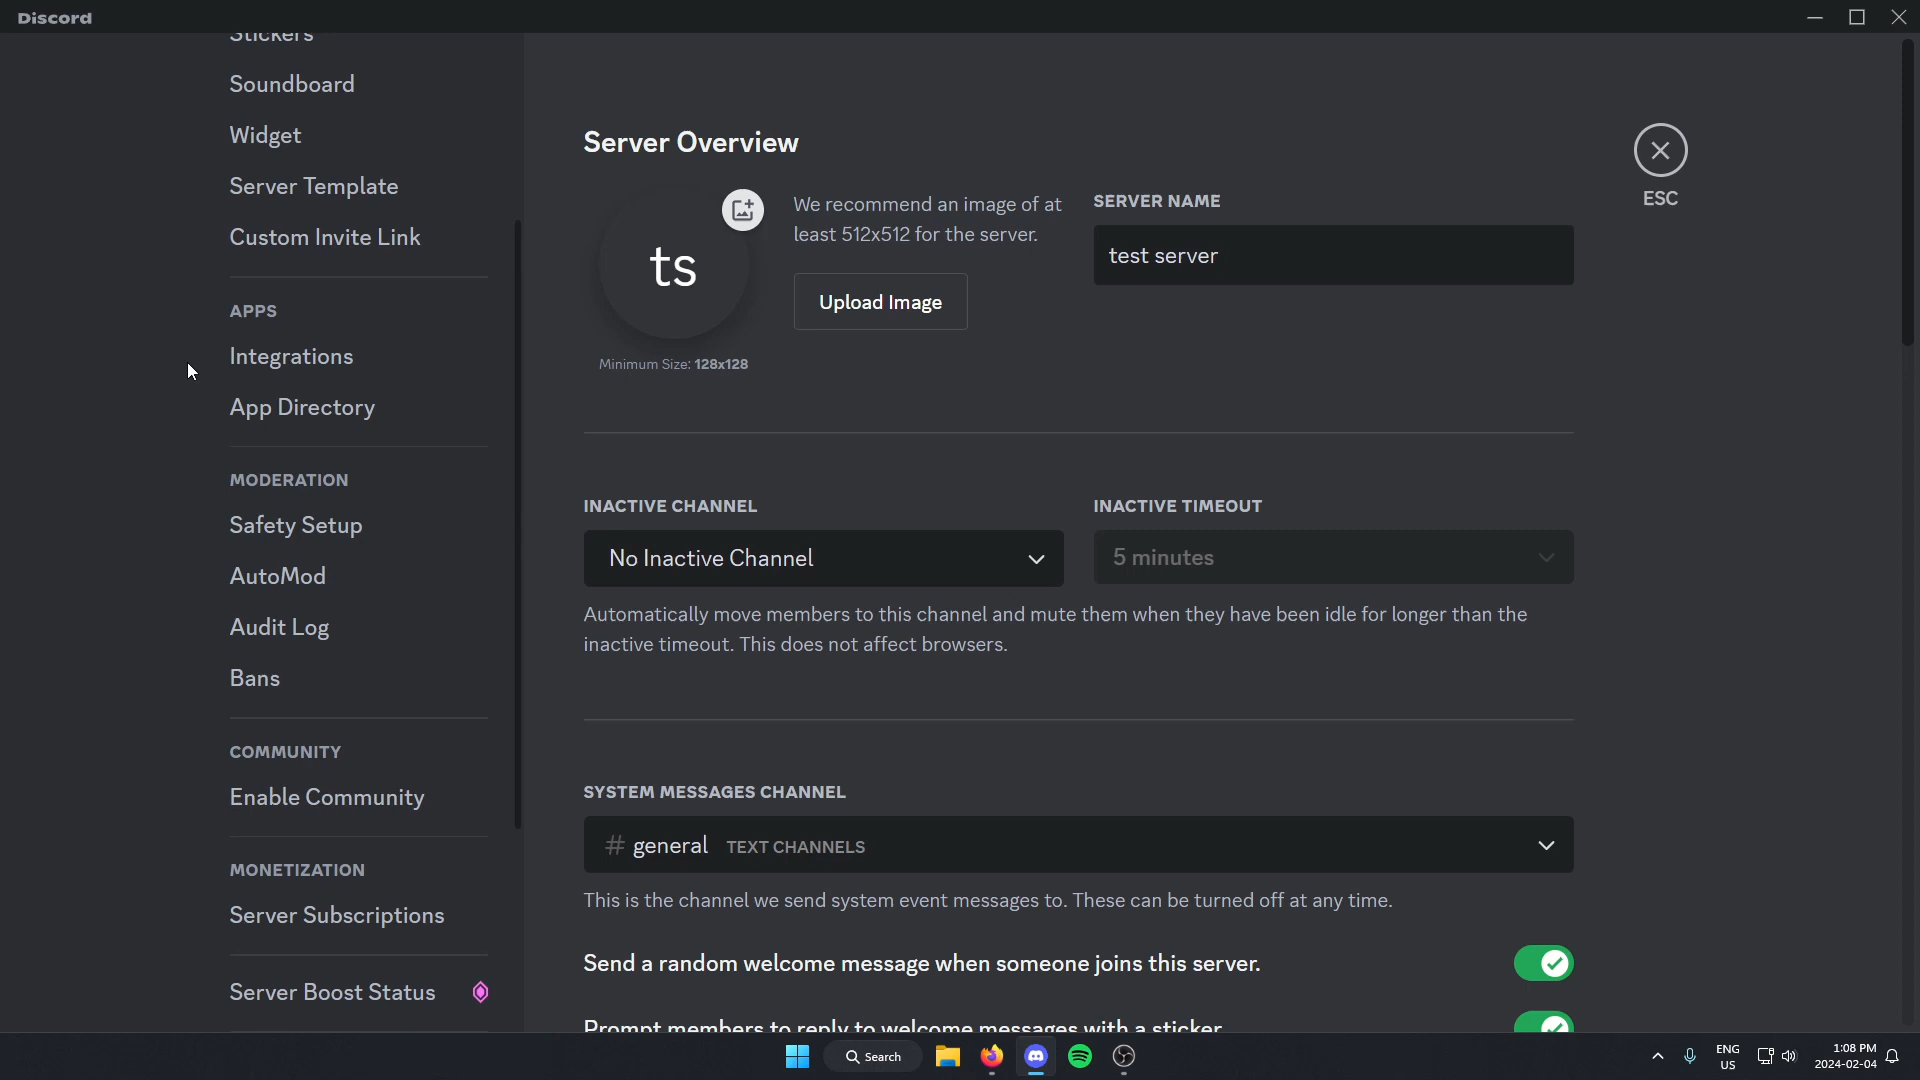 Discord
Stickers
Soundboard
Widget
Server Template
Custom Invite Link
APPS
Integrations
App Directory
MODERATION
Safety Setup
AutoMod
Audit Log
Bans
COMMUNITY
Enable Community
MONETIZATION
Server Subscriptions
Server Boost Status
Server Overview
ts
Minimum Size: 128x128
We recommend an image of at
least 512x512 for the server.
Upload Image
SERVER NAME
test server
ESC
INACTIVE CHANNEL
No Inactive Channel
INACTIVE TIMEOUT
5 minutes
Automatically move members to this channel and mute them when they have been idle for longer than the
inactive timeout. This does not affect browsers.
SYSTEM MESSAGES CHANNEL
# general TEXT CHANNELS
This is the channel we send system event messages to. These can be turned off at any time.
Send a random welcome message when someone joins this server.
Prompt members to reply to welcome messages with a sticker.
Search
ENG
US
1:08 PM
2024-02-04